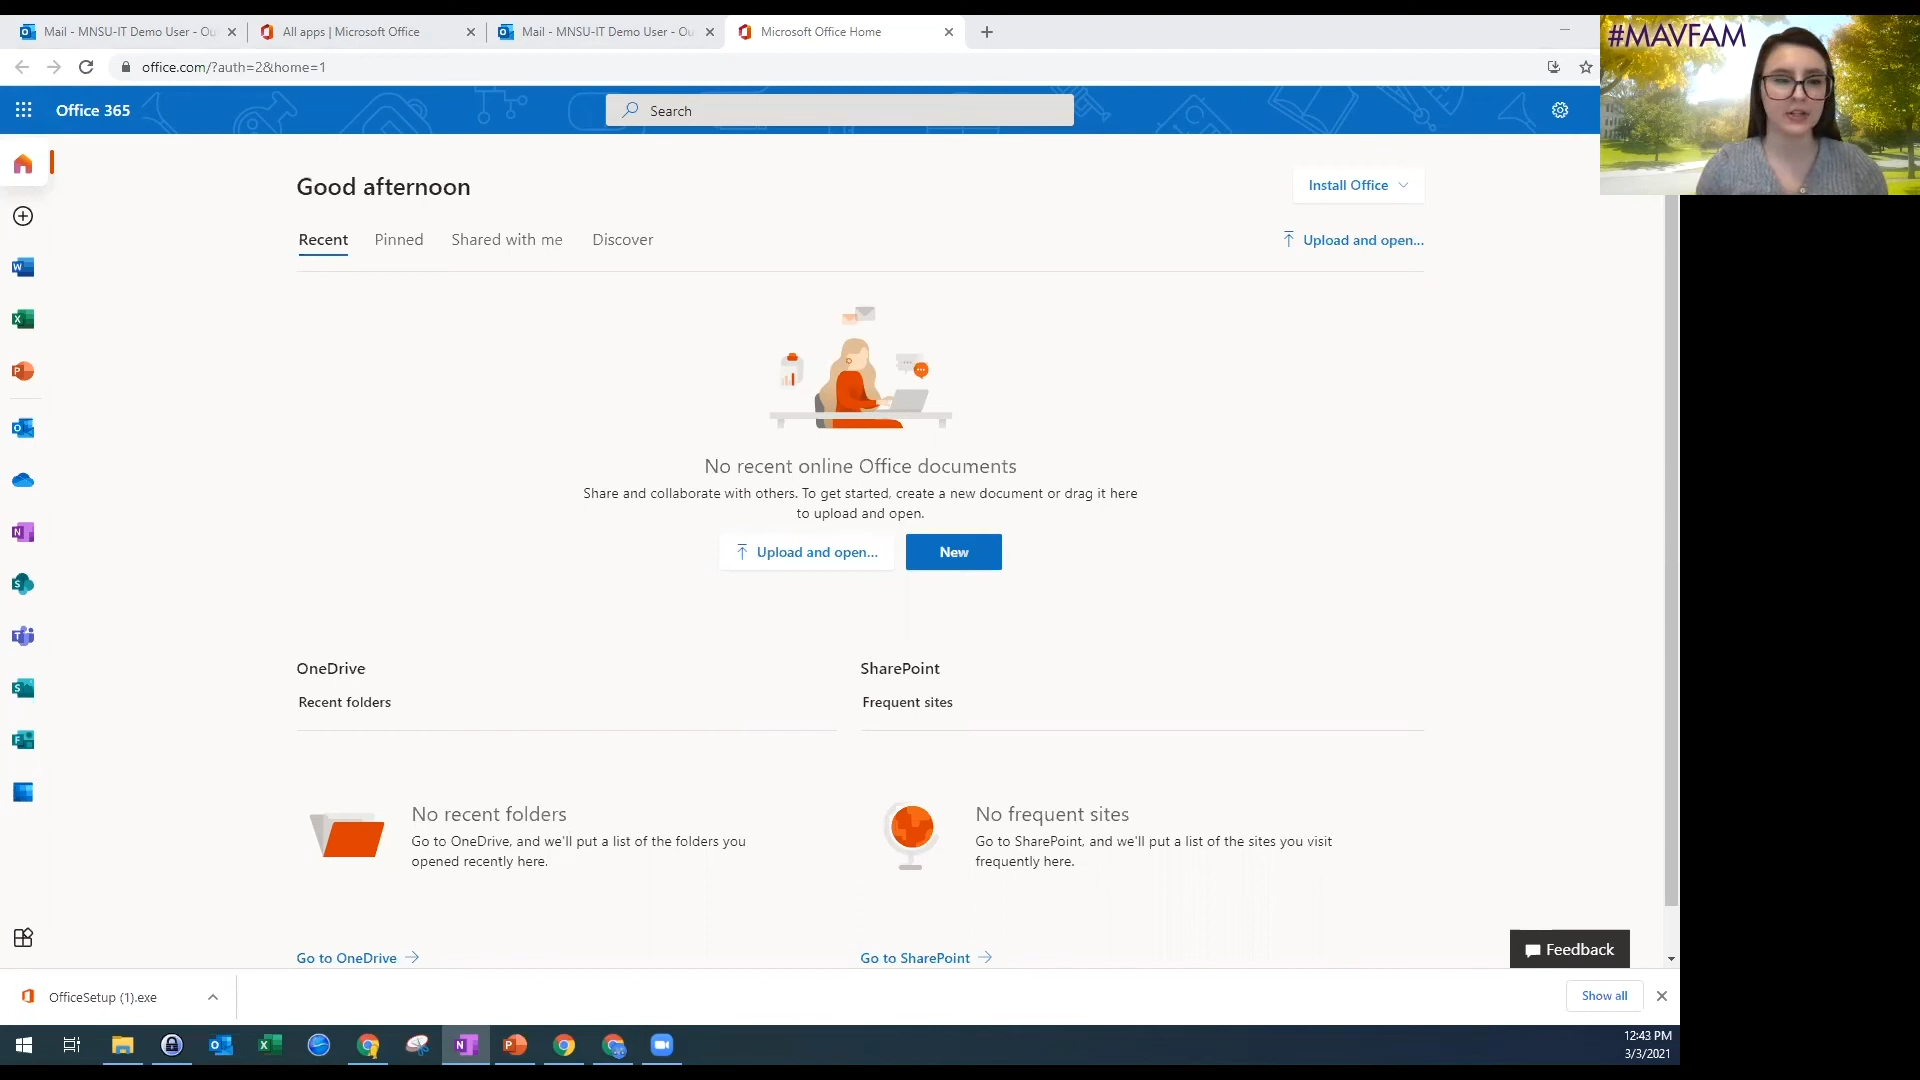 Mail - MNSU-IT Demo User - Ou
All apps | Microsoft Office
Mail - MNSU-IT Demo User - Ou
Microsoft Office Home
office.com/?auth=2&home=1
#MAVFAM
Office 365
Search
Good afternoon
Install Office
Recent
Pinned
Shared with me
Discover
Upload and open...
No recent online Office documents
Share and collaborate with others. To get started, create a new document or drag it here
to upload and open.
Upload and open...
New
OneDrive
Recent folders
SharePoint
Frequent sites
No recent folders
Go to OneDrive, and we'll put a list of the folders you
opened recently here.
No frequent sites
Go to SharePoint, and we'll put a list of the sites you visit
frequently here.
Go to OneDrive
Go to SharePoint
Feedback
OfficeSetup (1).exe
Show all
12:43 PM
3/3/2021